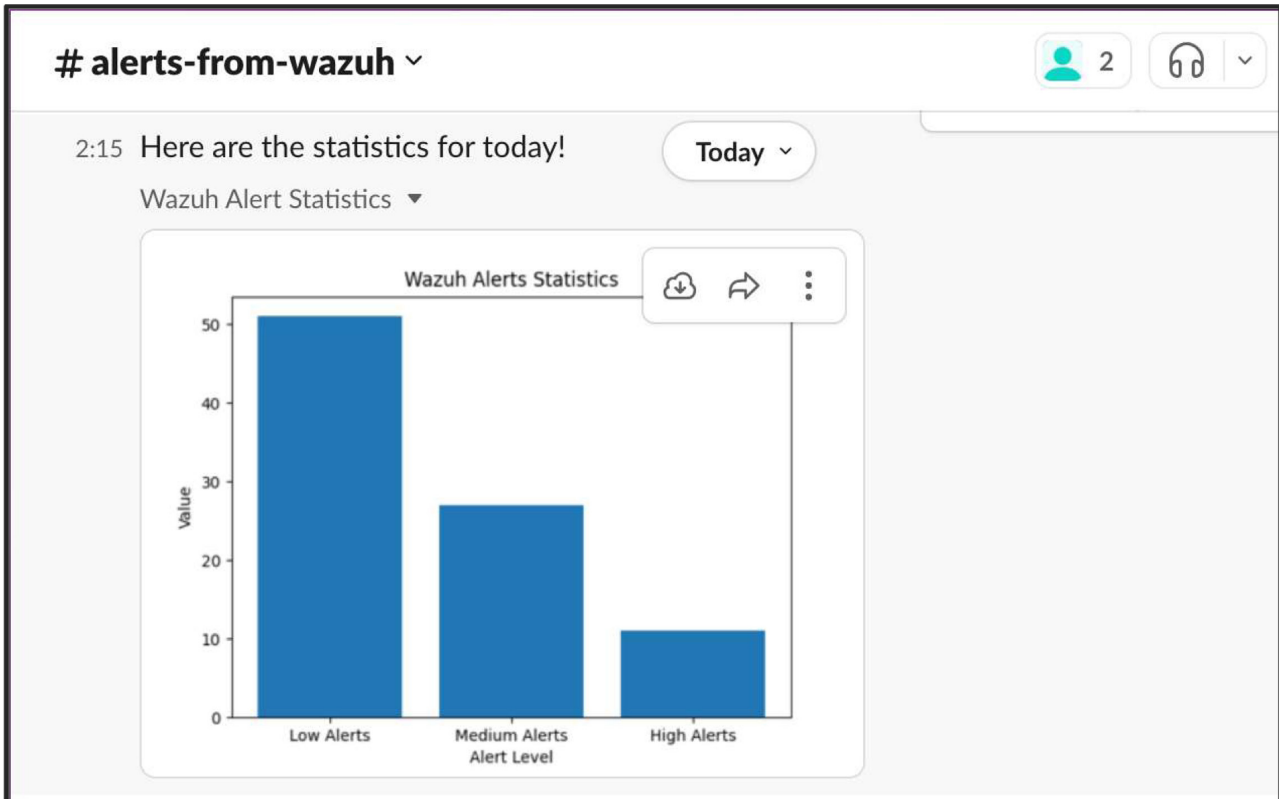 # alerts-from-wazuh
2
2:15 Here are the statistics for today!
Today
Wazuh Alert Statistics
Wazuh Alerts Statistics
50
40
30
20
10
0
Value
Low Alerts Medium Alerts High Alerts
Alert Level